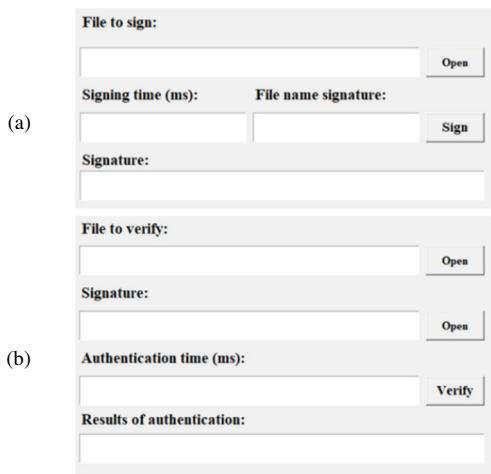 File to sign:
Open
Signing time (ms): File name signature:
(a)
Sign
Signature:
File to verify:
Open
Signature:
Open
(b)
Authentication time (ms):
Verify
Results of authentication: